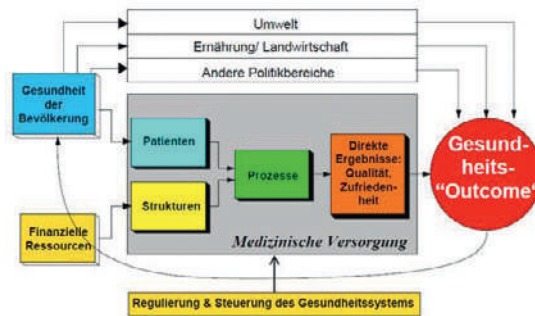 Umwelt
Ernährung/ Landwirtschaft
Andere Politikbereiche
Gesundheit
der
Bevölkerung
Patienten
Strukturen
Prozesse
Direkte
Ergebnisse:
Qualität,
Zufrieden-
heit
Gesund-
heits-
“Outcome“
Finanzielle
Ressourcen
Medizinische Versorgung
Regulierung & Steuerung des Gesundheitssystems